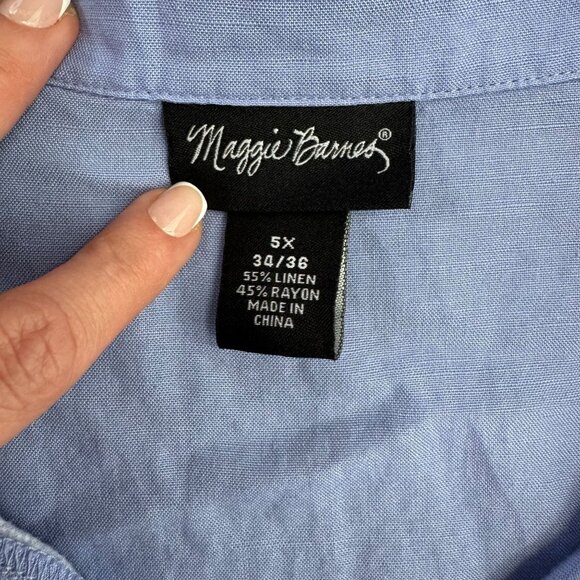 Maggie Barnes®
5X
34/36
55% LINEN
45% RAYON
MADE IN
CHINA